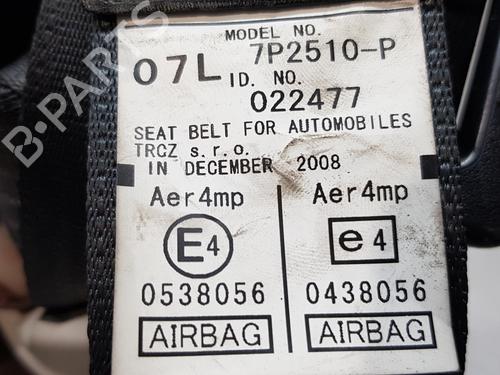 MODEL NO.
07L 7P2510-P
ID. NO.
022477
SEAT BELT FOR AUTOMOBILES
TRCZ s.r.o.
IN DECEMBER 2008
Aer4mp Aer4mp
E4 e4
0538056 0438056
AIRBAG AIRBAG
B-PARTS